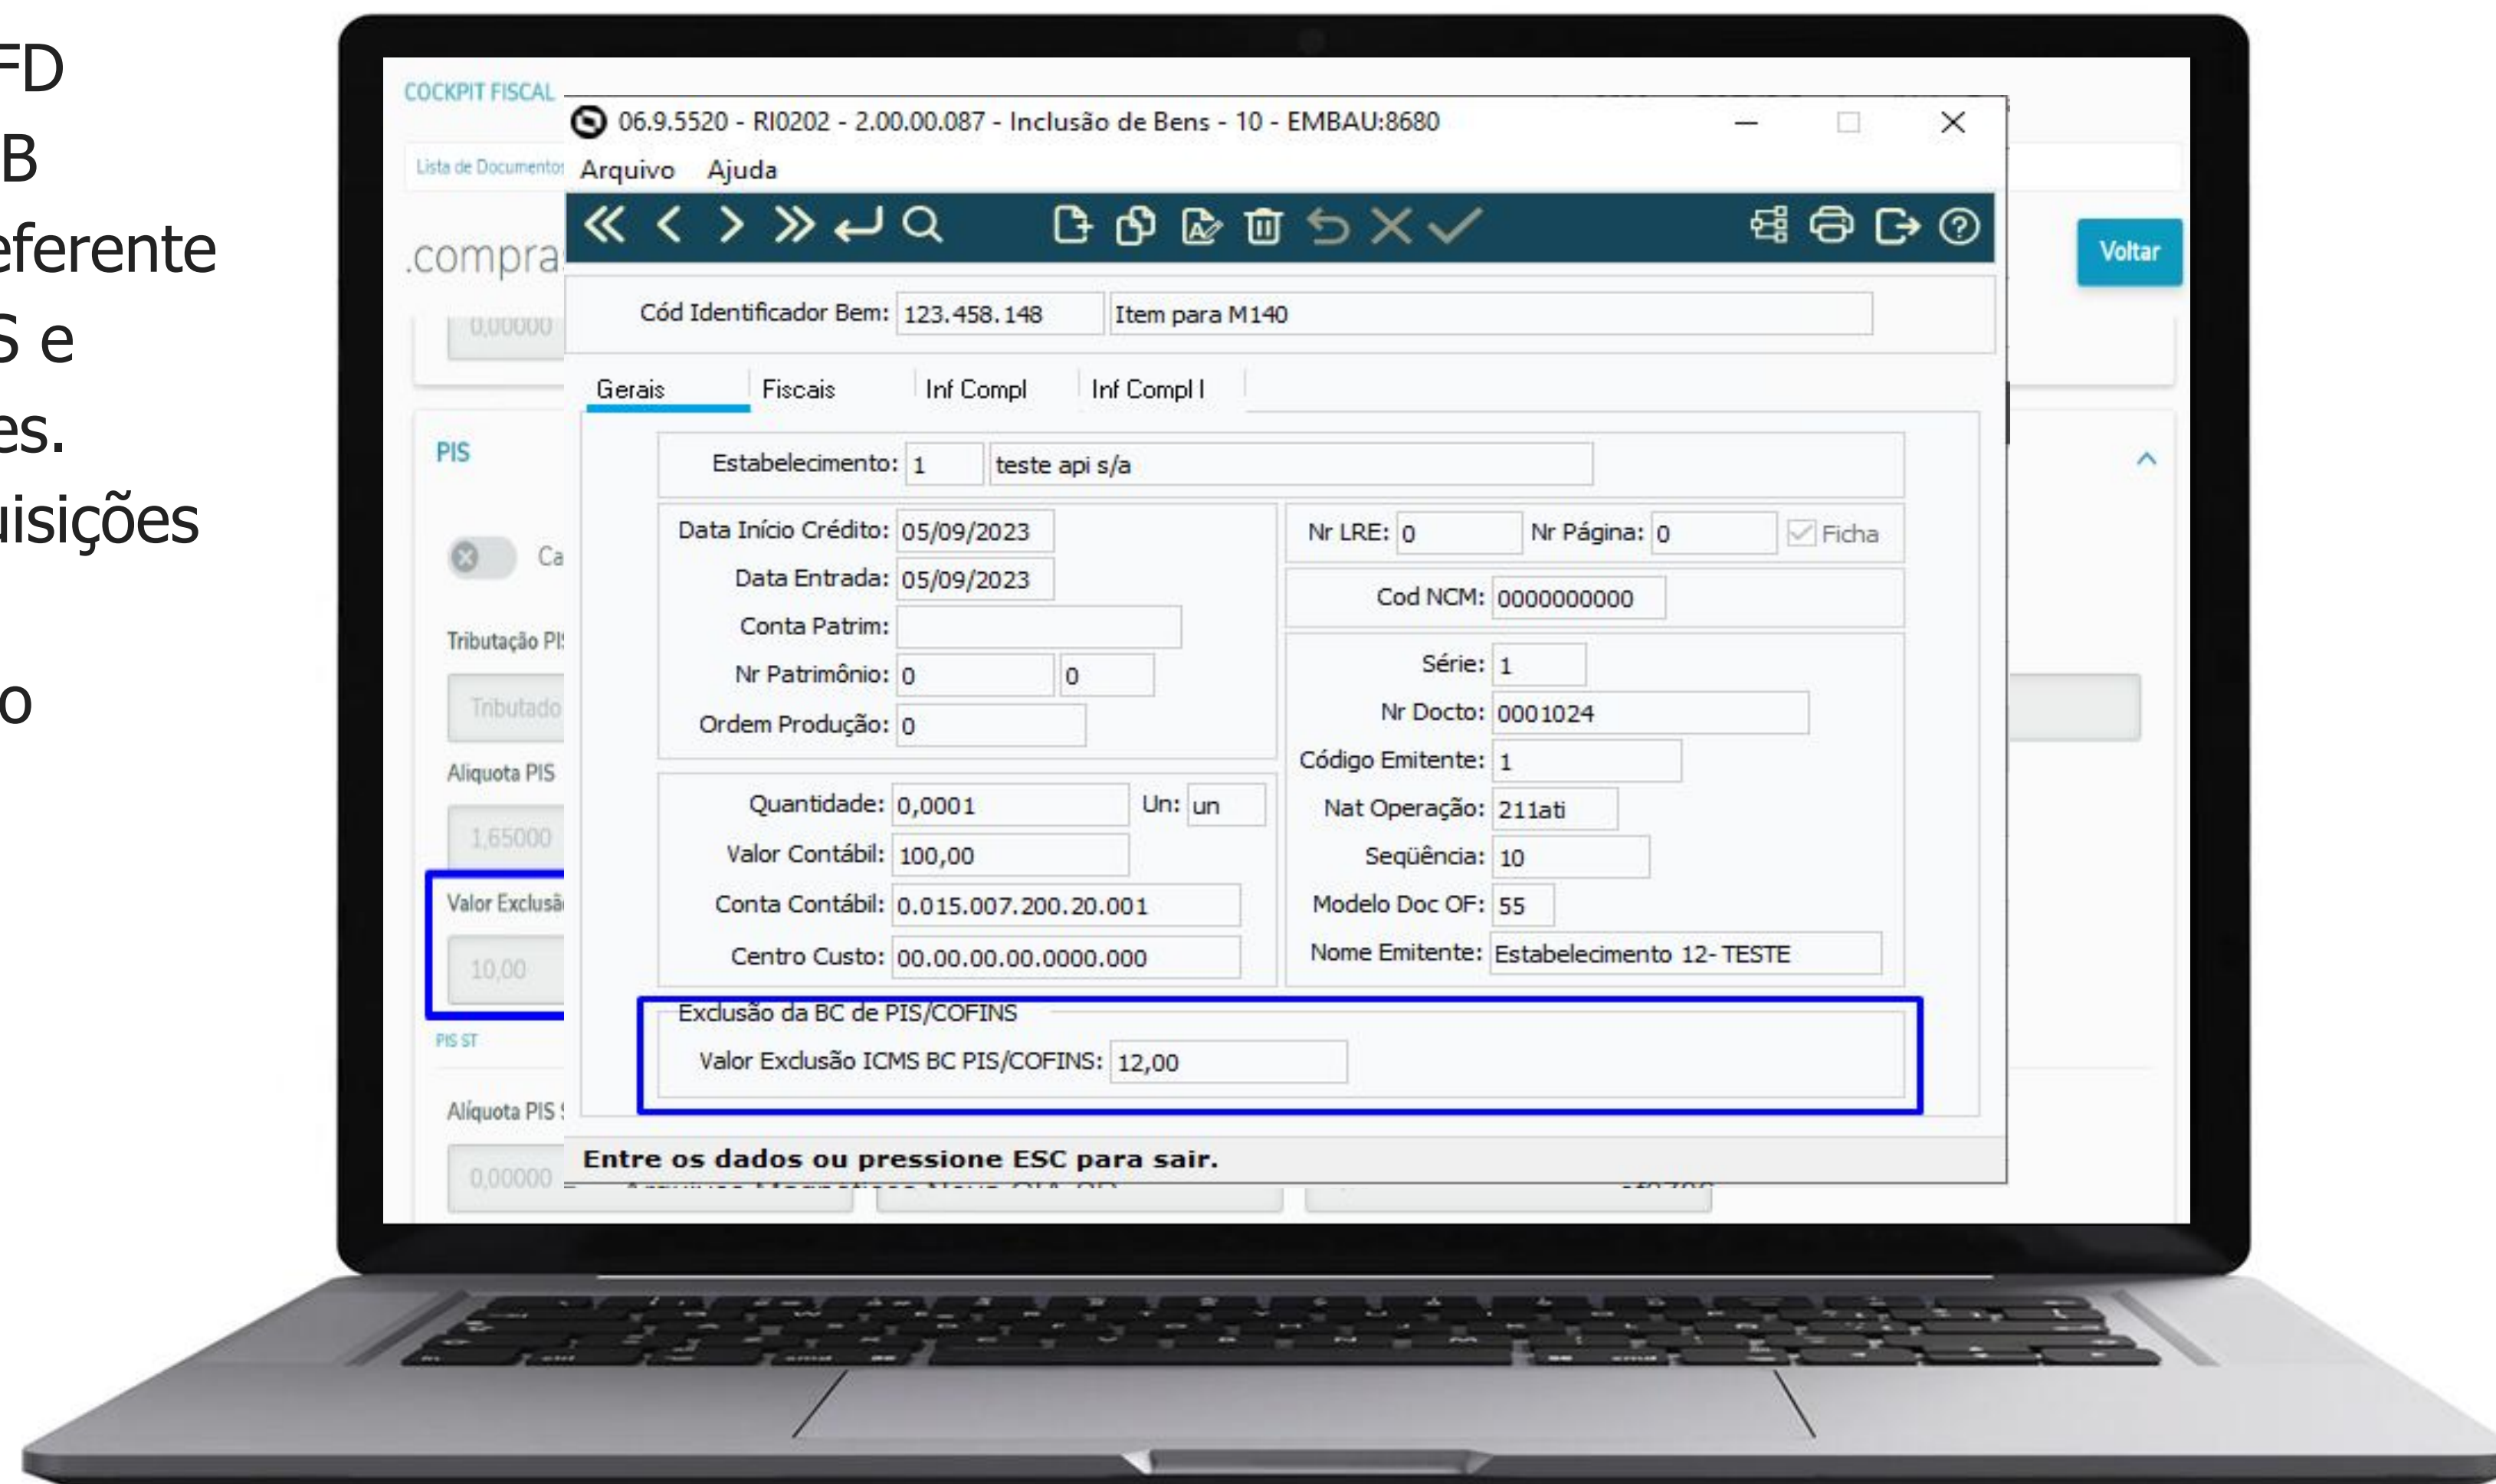 FD
B
eferente
S e
es.
uisições
o
COCKPIT FISCAL
06.9.5520 - RI0202 - 2.00.00.087 - Inclusão de Bens - 10 - EMBAU:8680
Lista de Documentos
Arquivo Ajuda
.compra
Voltar
0,00000
Cód Identificador Bem: 123.458.148 Item para M140
Gerais Fiscais Inf Compl Inf Compl I
PIS
Estabelecimento: 1 teste api s/a
Data Início Crédito: 05/09/2023
Nr LRE: 0 Nr Página: 0 Ficha
Ca
Data Entrada: 05/09/2023
Cod NCM: 0000000000
Conta Patrim:
Tributação PIS
Nr Patrimônio: 0 0
Série: 1
Tributado
Ordem Produção: 0
Nr Docto: 0001024
Aliquota PIS
Código Emitente: 1
Quantidade: 0,0001 Un: un
Nat Operação: 211ati
1,65000
Valor Contábil: 100,00
Seqüência: 10
Valor Exclusã
Conta Contábil: 0.015.007.200.20.001
Modelo Doc OF: 55
10,00
Centro Custo: 00.00.00.00.0000.000
Nome Emitente: Estabelecimento 12- TESTE
Exclusão da BC de PIS/COFINS
PIS ST
Valor Exclusão ICMS BC PIS/COFINS: 12,00
Alíquota PIS S
Entre os dados ou pressione ESC para sair.
0,00000